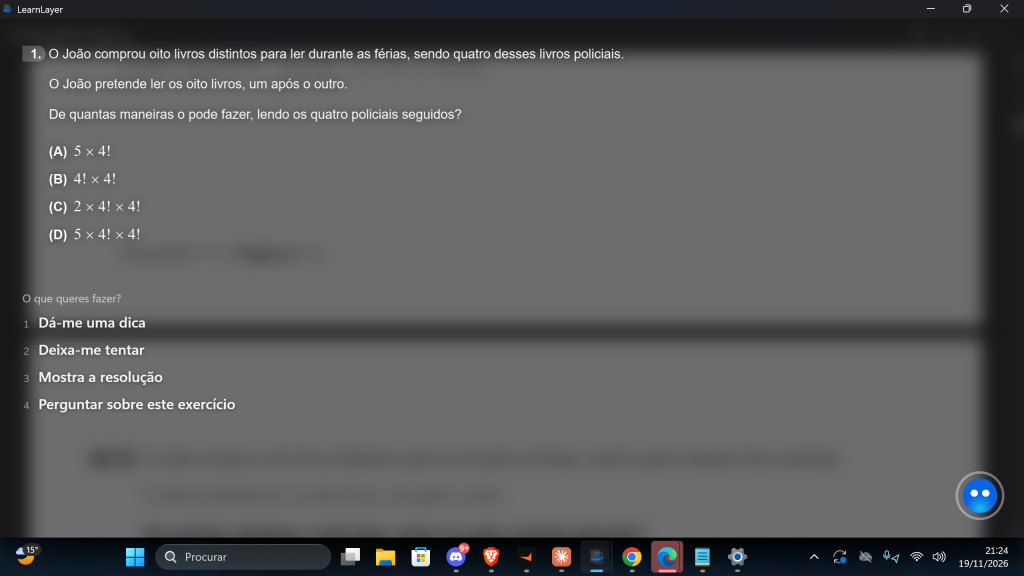 LearnLayer
1. O João comprou oito livros distintos para ler durante as férias, sendo quatro desses livros policiais.
O João pretende ler os oito livros, um após o outro.
De quantas maneiras o pode fazer, lendo os quatro policiais seguidos?
(A) 5 × 4!
(B) 4! × 4!
(C) 2 × 4! × 4!
(D) 5 × 4! × 4!
O que queres fazer?
1 Dá-me uma dica
2 Deixa-me tentar
3 Mostra a resolução
4 Perguntar sobre este exercício
15°
Procurar
9+
21:24
19/11/2026